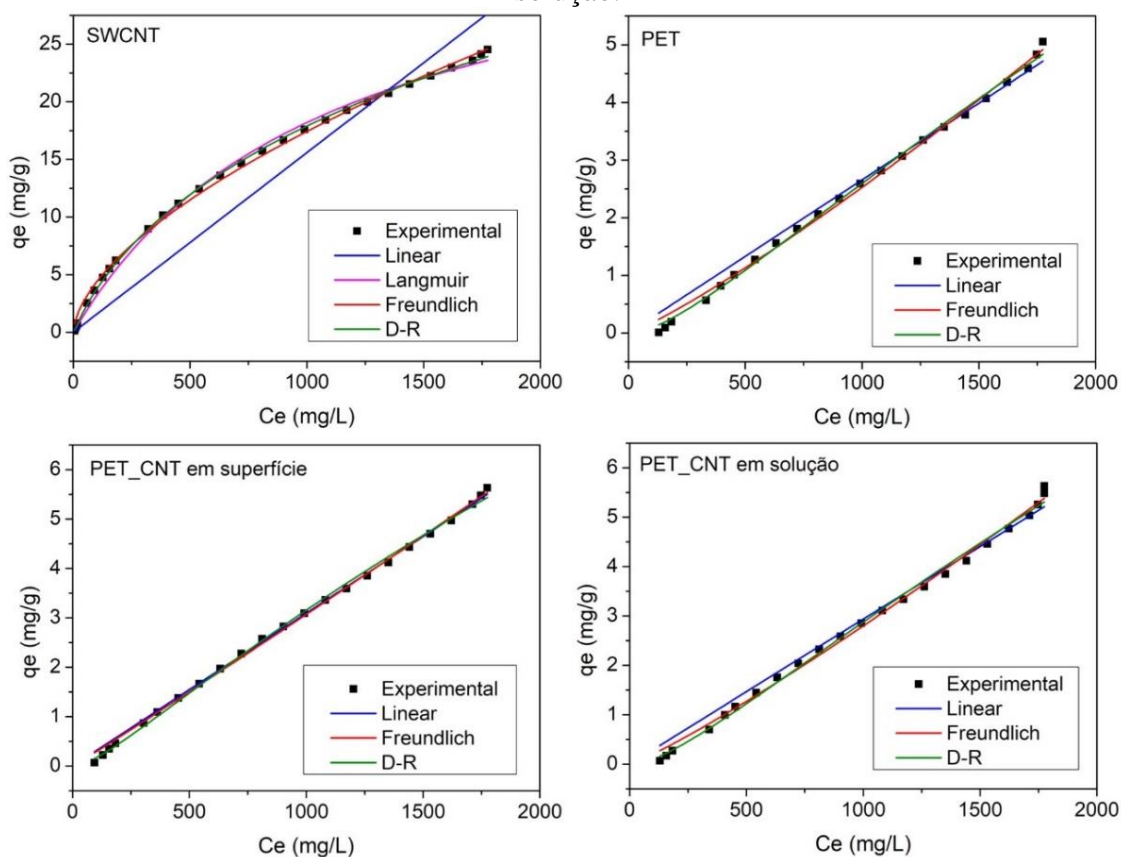 solução.
SWCNT
25
20
15
10
5
0
qe (mg/g)
Experimental
Linear
Langmuir
Freundlich
D-R
0 500 1000 1500 2000
Ce (mg/L)
PET
5
4
3
2
1
0
qe (mg/g)
Experimental
Linear
Freundlich
D-R
0 500 1000 1500 2000
Ce (mg/L)
PET_CNT em superfície
6
5
4
3
2
1
0
qe (mg/g)
Experimental
Linear
Freundlich
D-R
0 500 1000 1500 2000
Ce (mg/L)
PET_CNT em solução
6
5
4
3
2
1
0
qe (mg/g)
Experimental
Linear
Freundlich
D-R
0 500 1000 1500 2000
Ce (mg/L)